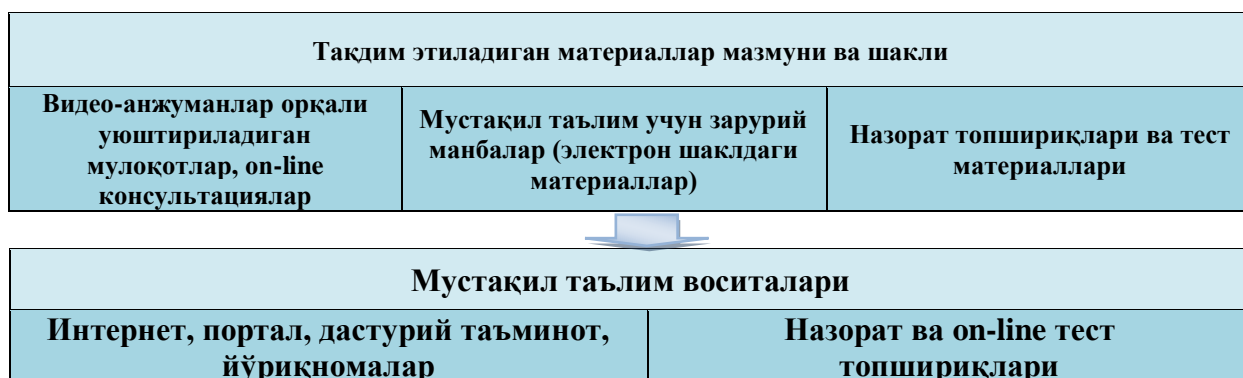 Тақдим этиладиган материаллар мазмуни ва шакли
Видео-анжуманлар орқали
уюштириладиган
мулоқотлар, on-line
консультациялар
Мустақил таълим учун зарурий
манбалар (электрон шаклдаги
материаллар)
Назорат топшириқлари ва тест
материаллари
Мустақил таълим воситалари
Интернет, портал, дастурий таъминот,
йўриқномалар
Назорат ва on-line тест
топшириқлари